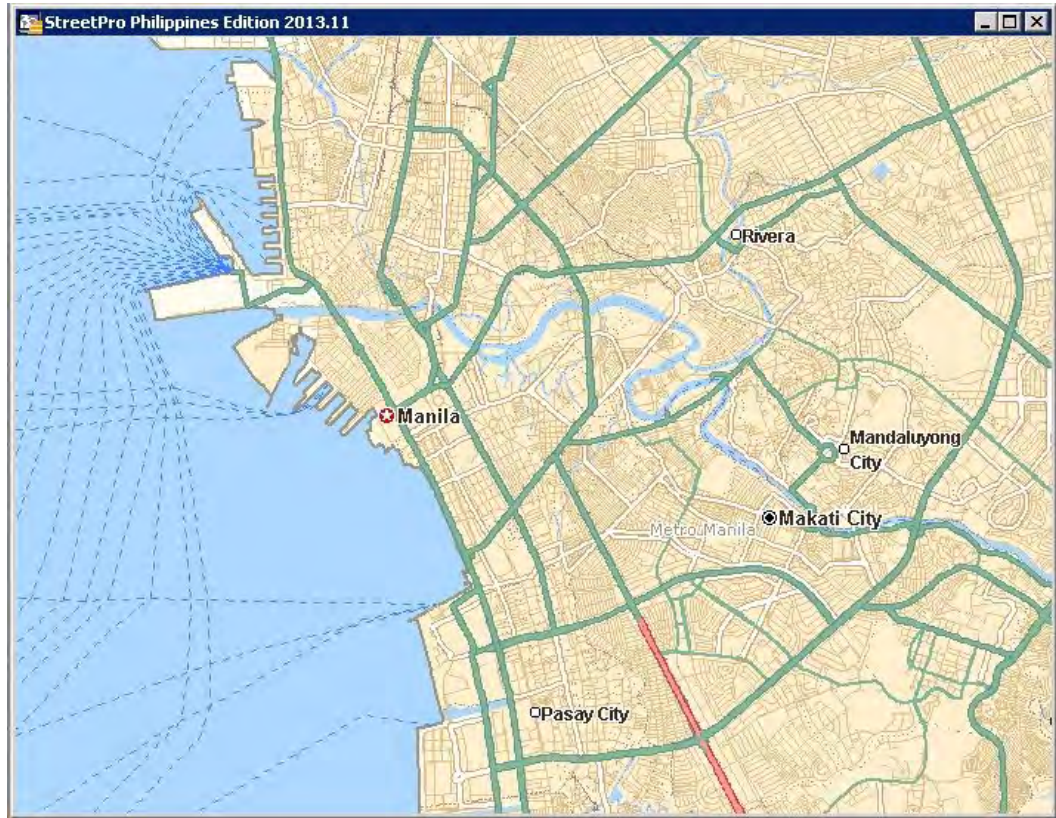 StreetPro Philippines Edition 2013.11
Rivera
Manila
Mandaluyong
City
Makati City
Metro Manila
Pasay City